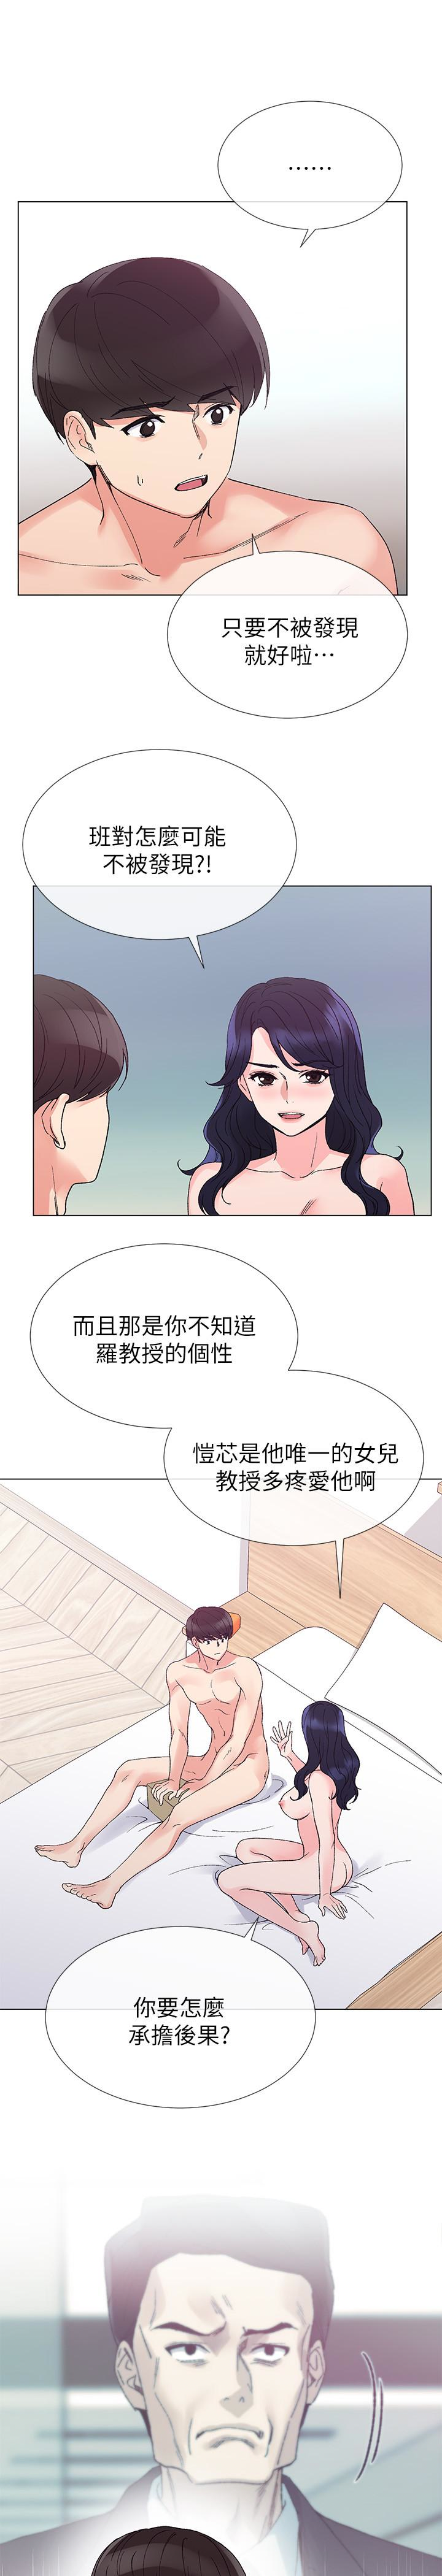 ……
只要不被發現
就好啦…
班對怎麼可能
不被發現?!
而且那是你不知道
羅教授的個性
愷芯是他唯一的女兒
教授多疼愛他啊
你要怎麼
承擔後果?